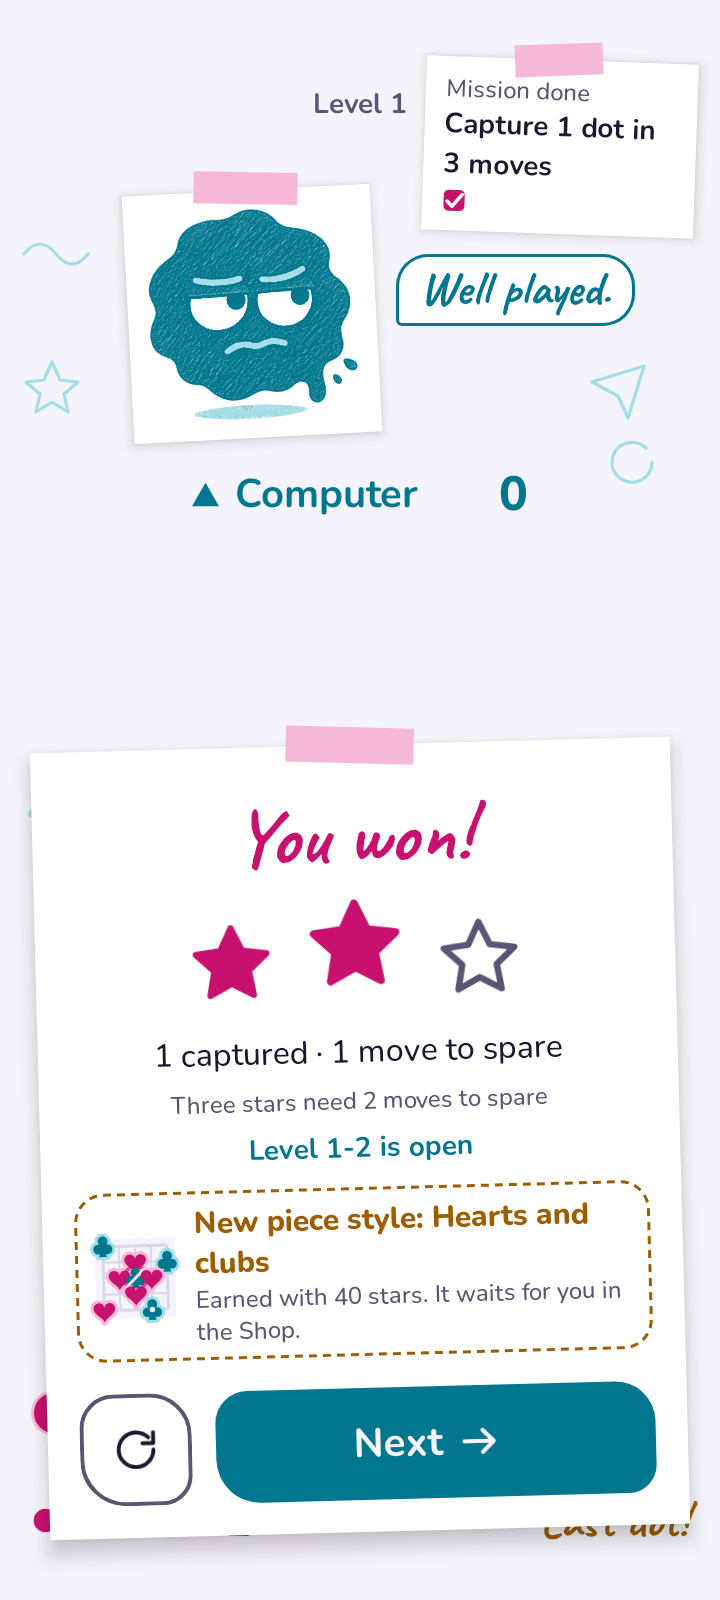 Level 1
Mission done
Capture 1 dot in
3 moves
Well played.
Computer 0
You won!
1 captured · 1 move to spare
Three stars need 2 moves to spare
Level 1-2 is open
New piece style: Hearts and
clubs
Earned with 40 stars. It waits for you in
the Shop.
Next →
Last dot!